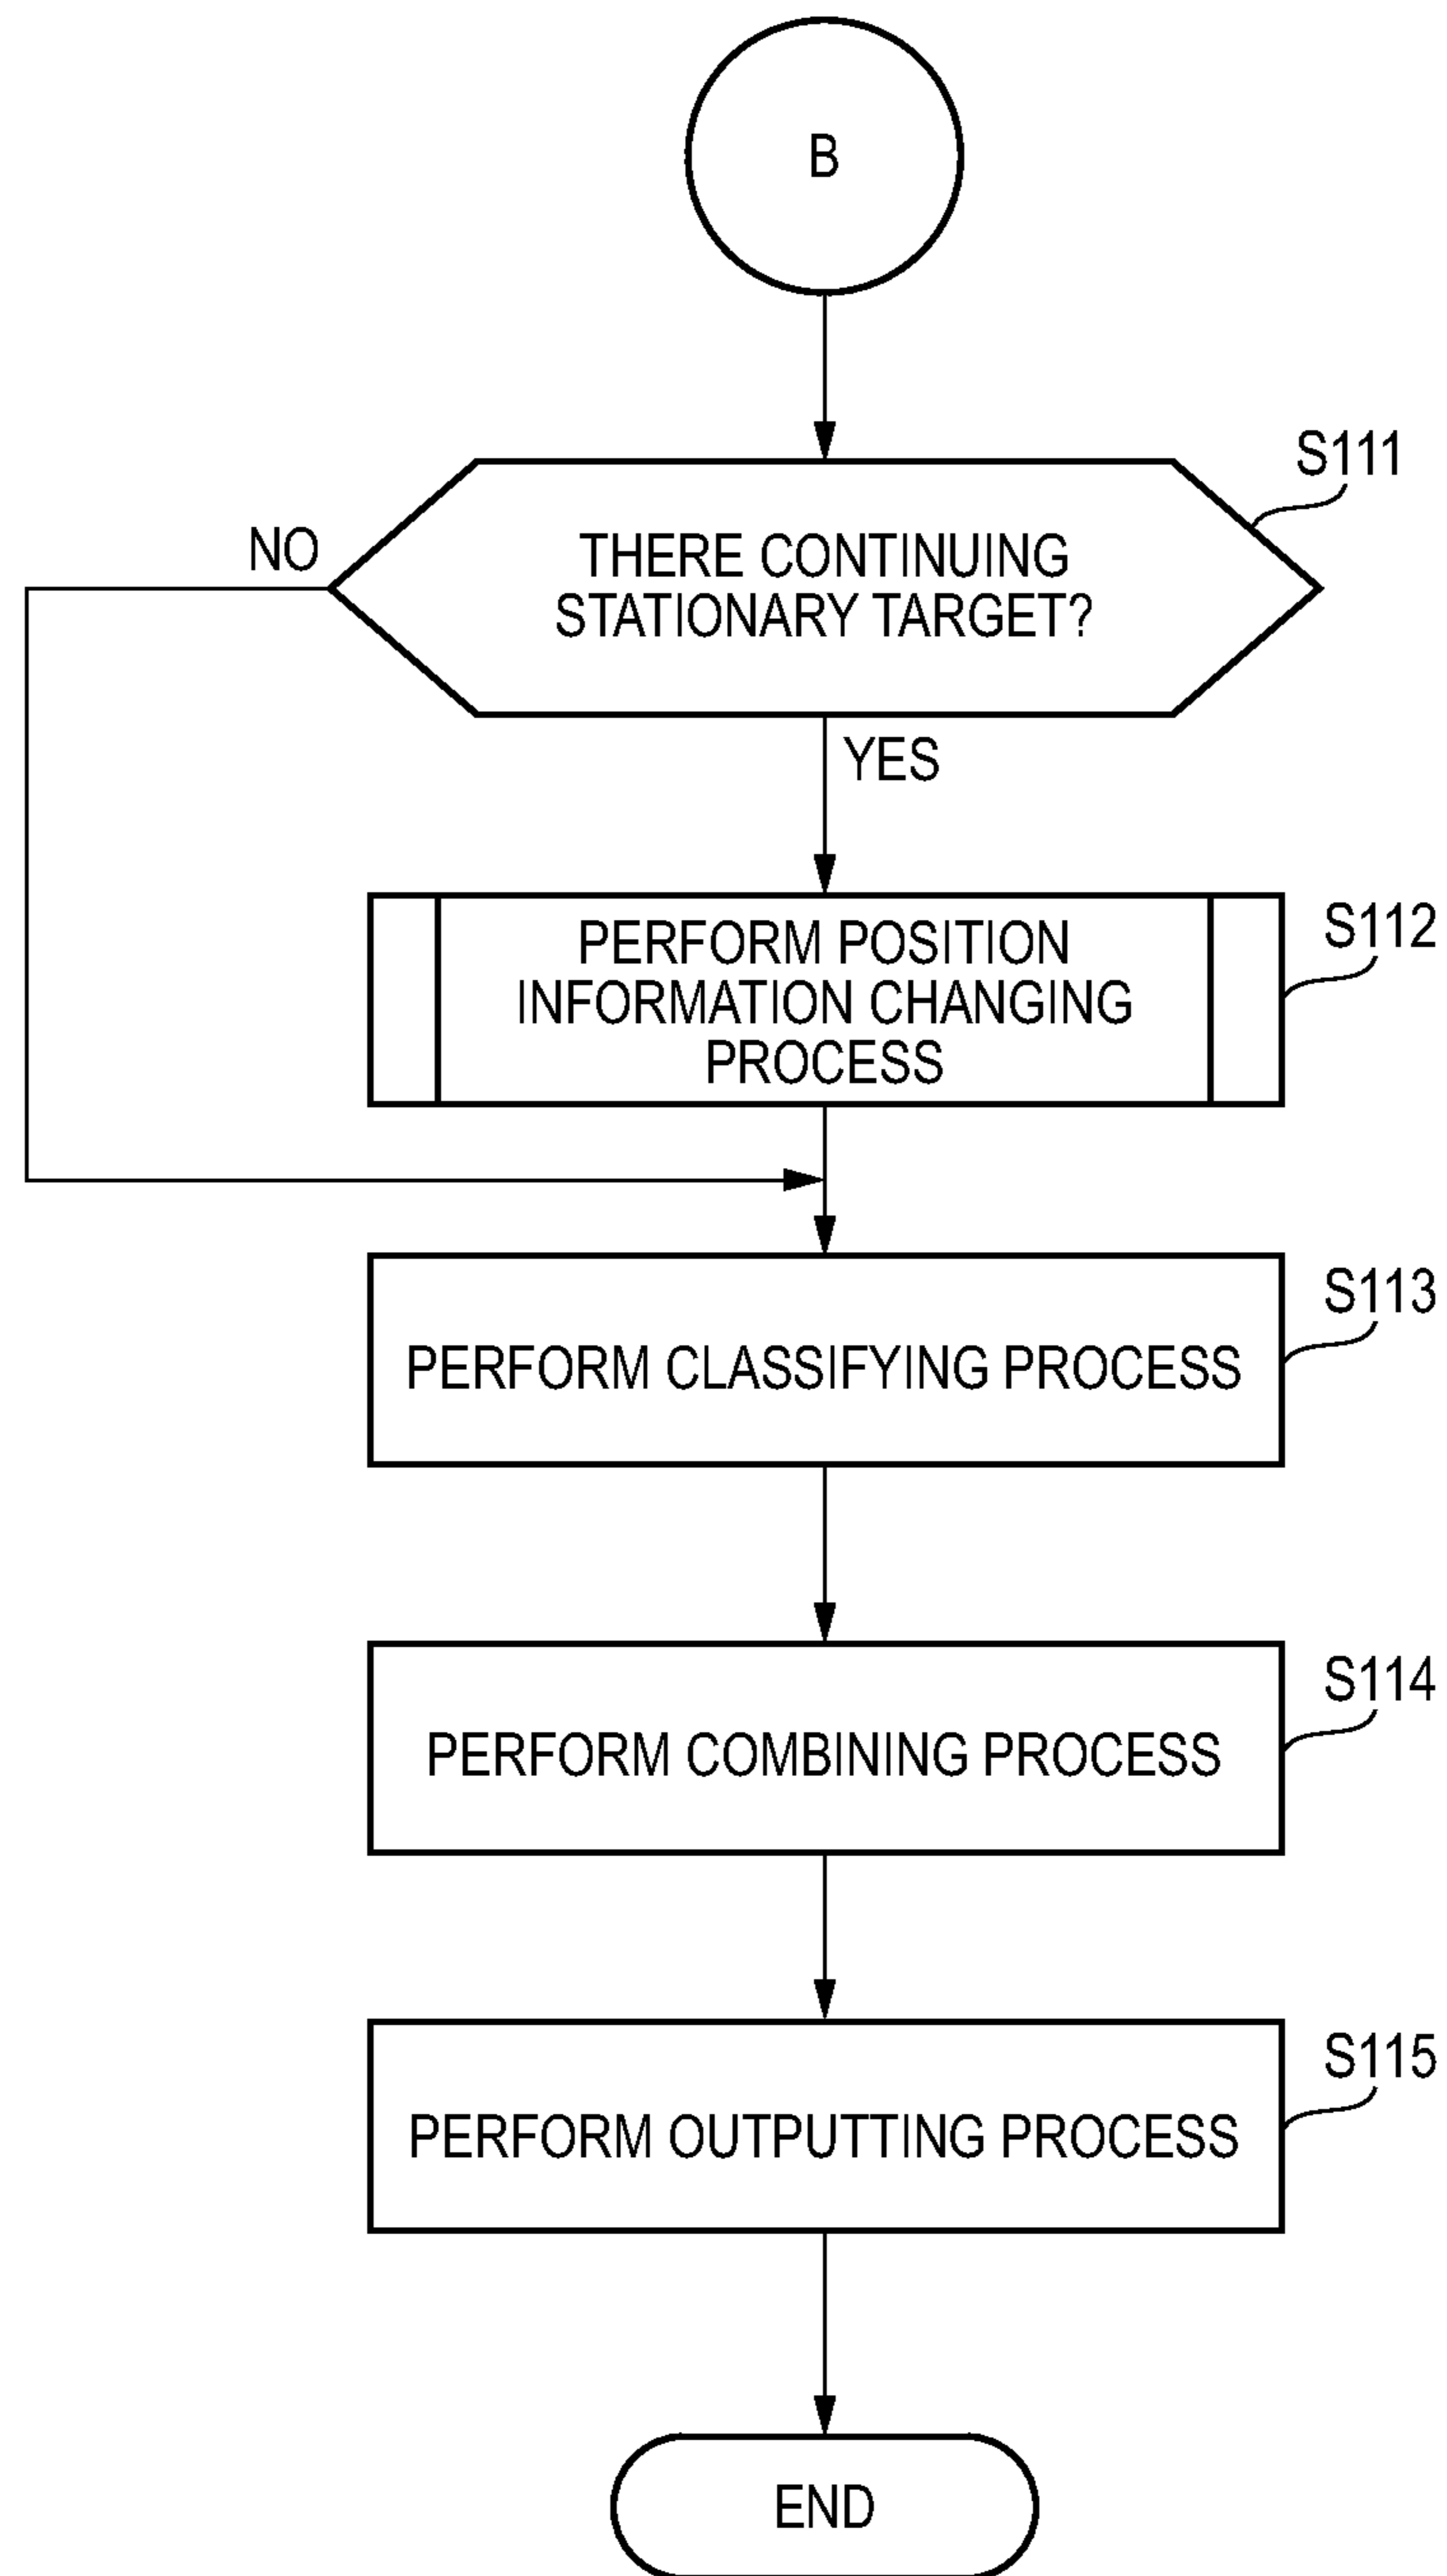 B
S111
NO
THERE CONTINUING
STATIONARY TARGET?
YES
S112
PERFORM POSITION
INFORMATION CHANGING
PROCESS
S113
PERFORM CLASSIFYING PROCESS
S114
PERFORM COMBINING PROCESS
S115
PERFORM OUTPUTTING PROCESS
END